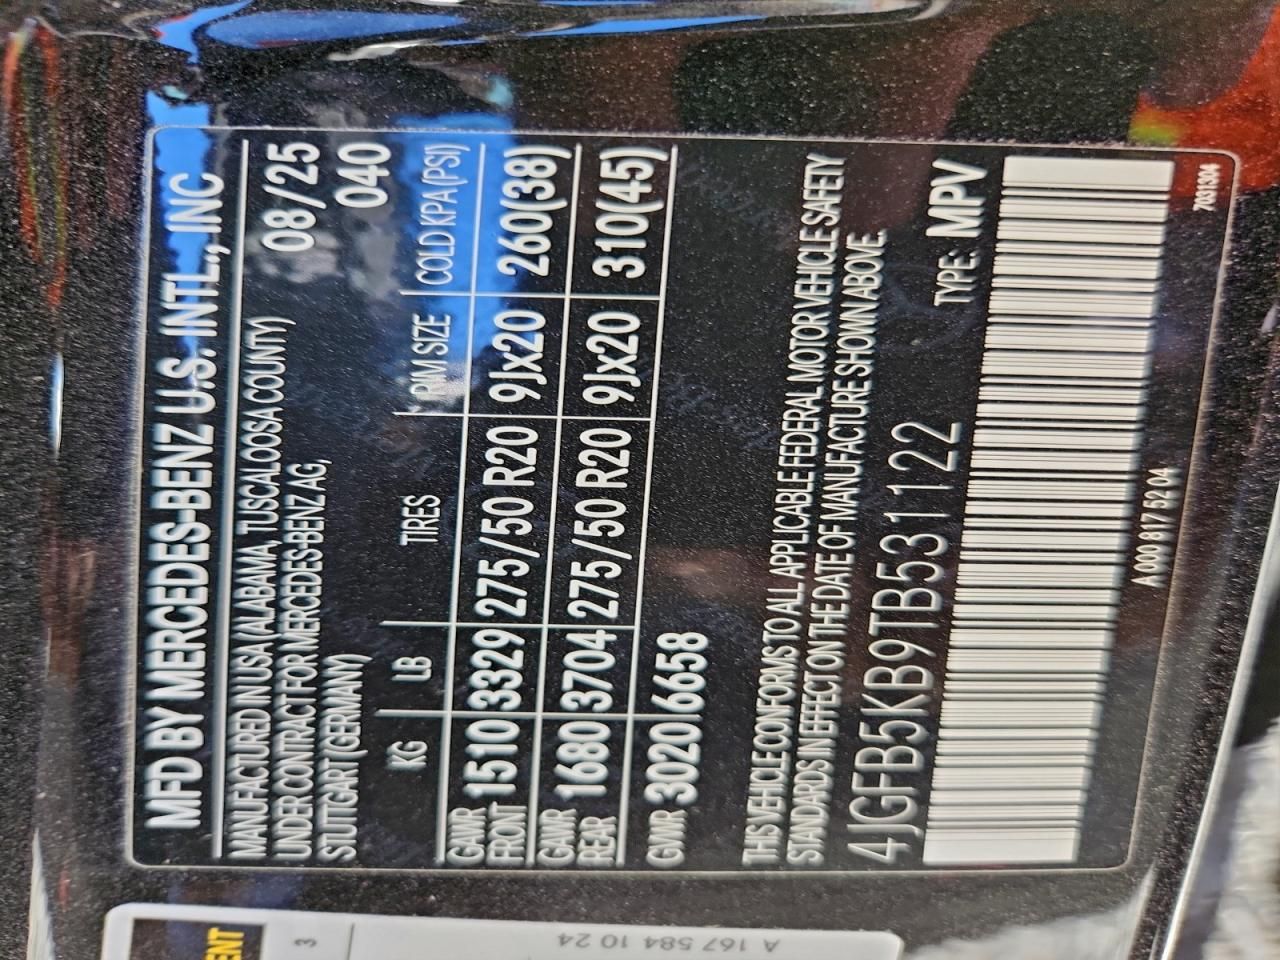 MFD BY MERCEDES-BENZ U.S. INTL., INC
MANUFACTURED IN USA (ALABAMA, TUSCALOOSA COUNTY) 08/25
UNDER CONTRACT FOR MERCEDES-BENZ AG,
STUTTGART (GERMANY) 040
KG LB TIRES RIM SIZE COLD KPA (PSI)
GAWR FRONT 1510 3329 275/50 R20 9Jx20 260(38)
GAWR REAR 1680 3704 275/50 R20 9Jx20 310(45)
GVWR 3020 6658
THIS VEHICLE CONFORMS TO ALL APPLICABLE FEDERAL MOTOR VEHICLE SAFETY
STANDARDS IN EFFECT ON THE DATE OF MANUFACTURE SHOWN ABOVE.
4JGFB5KB9TB531122 TYPE: MPV
A 000 817 52 04
7031304
3
A 167 584 10 24